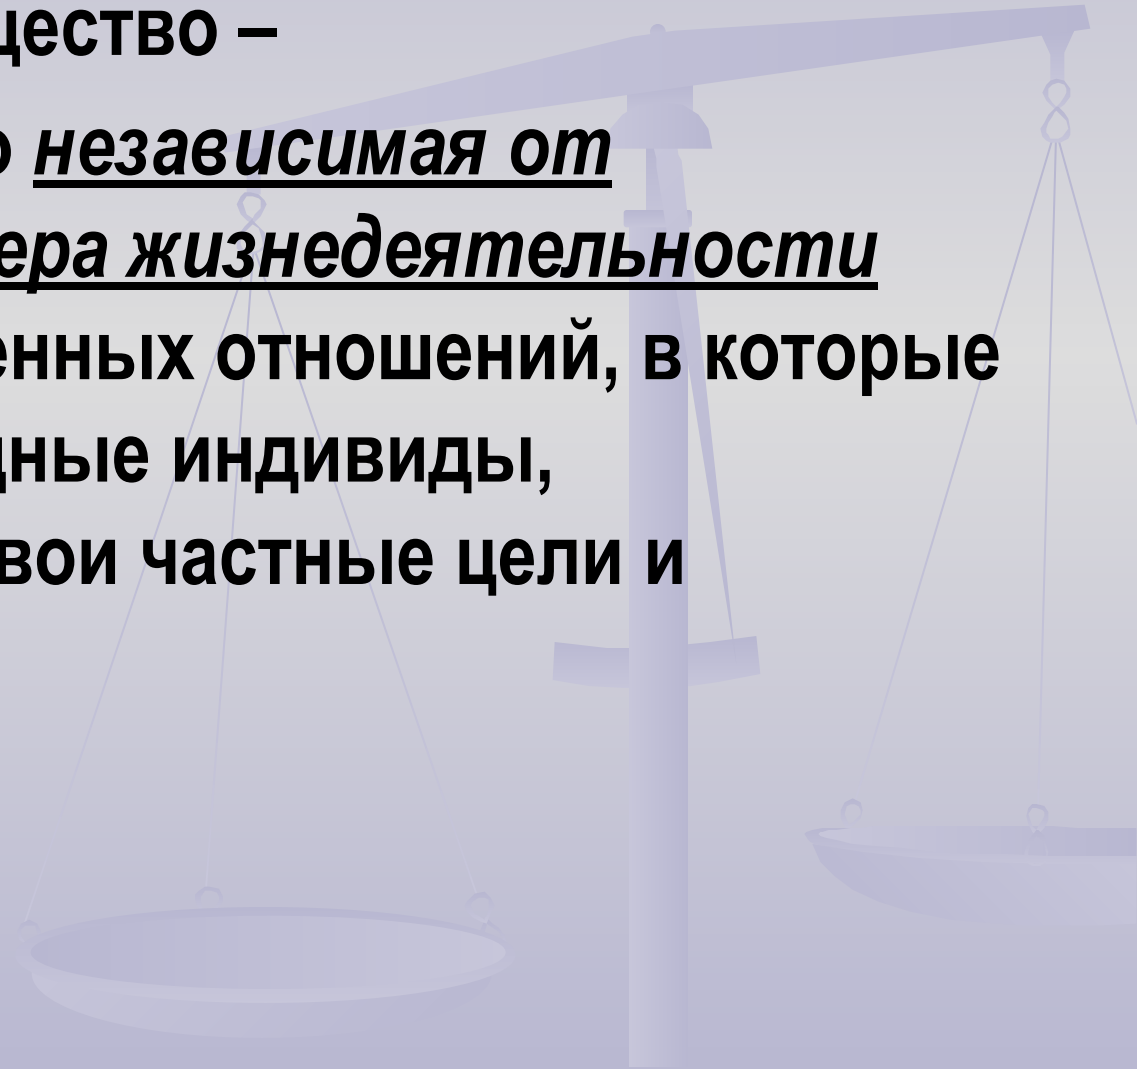 щество –
о независимая от
ера жизнедеятельности
енных отношений, в которые
дные индивиды,
вои частные цели и